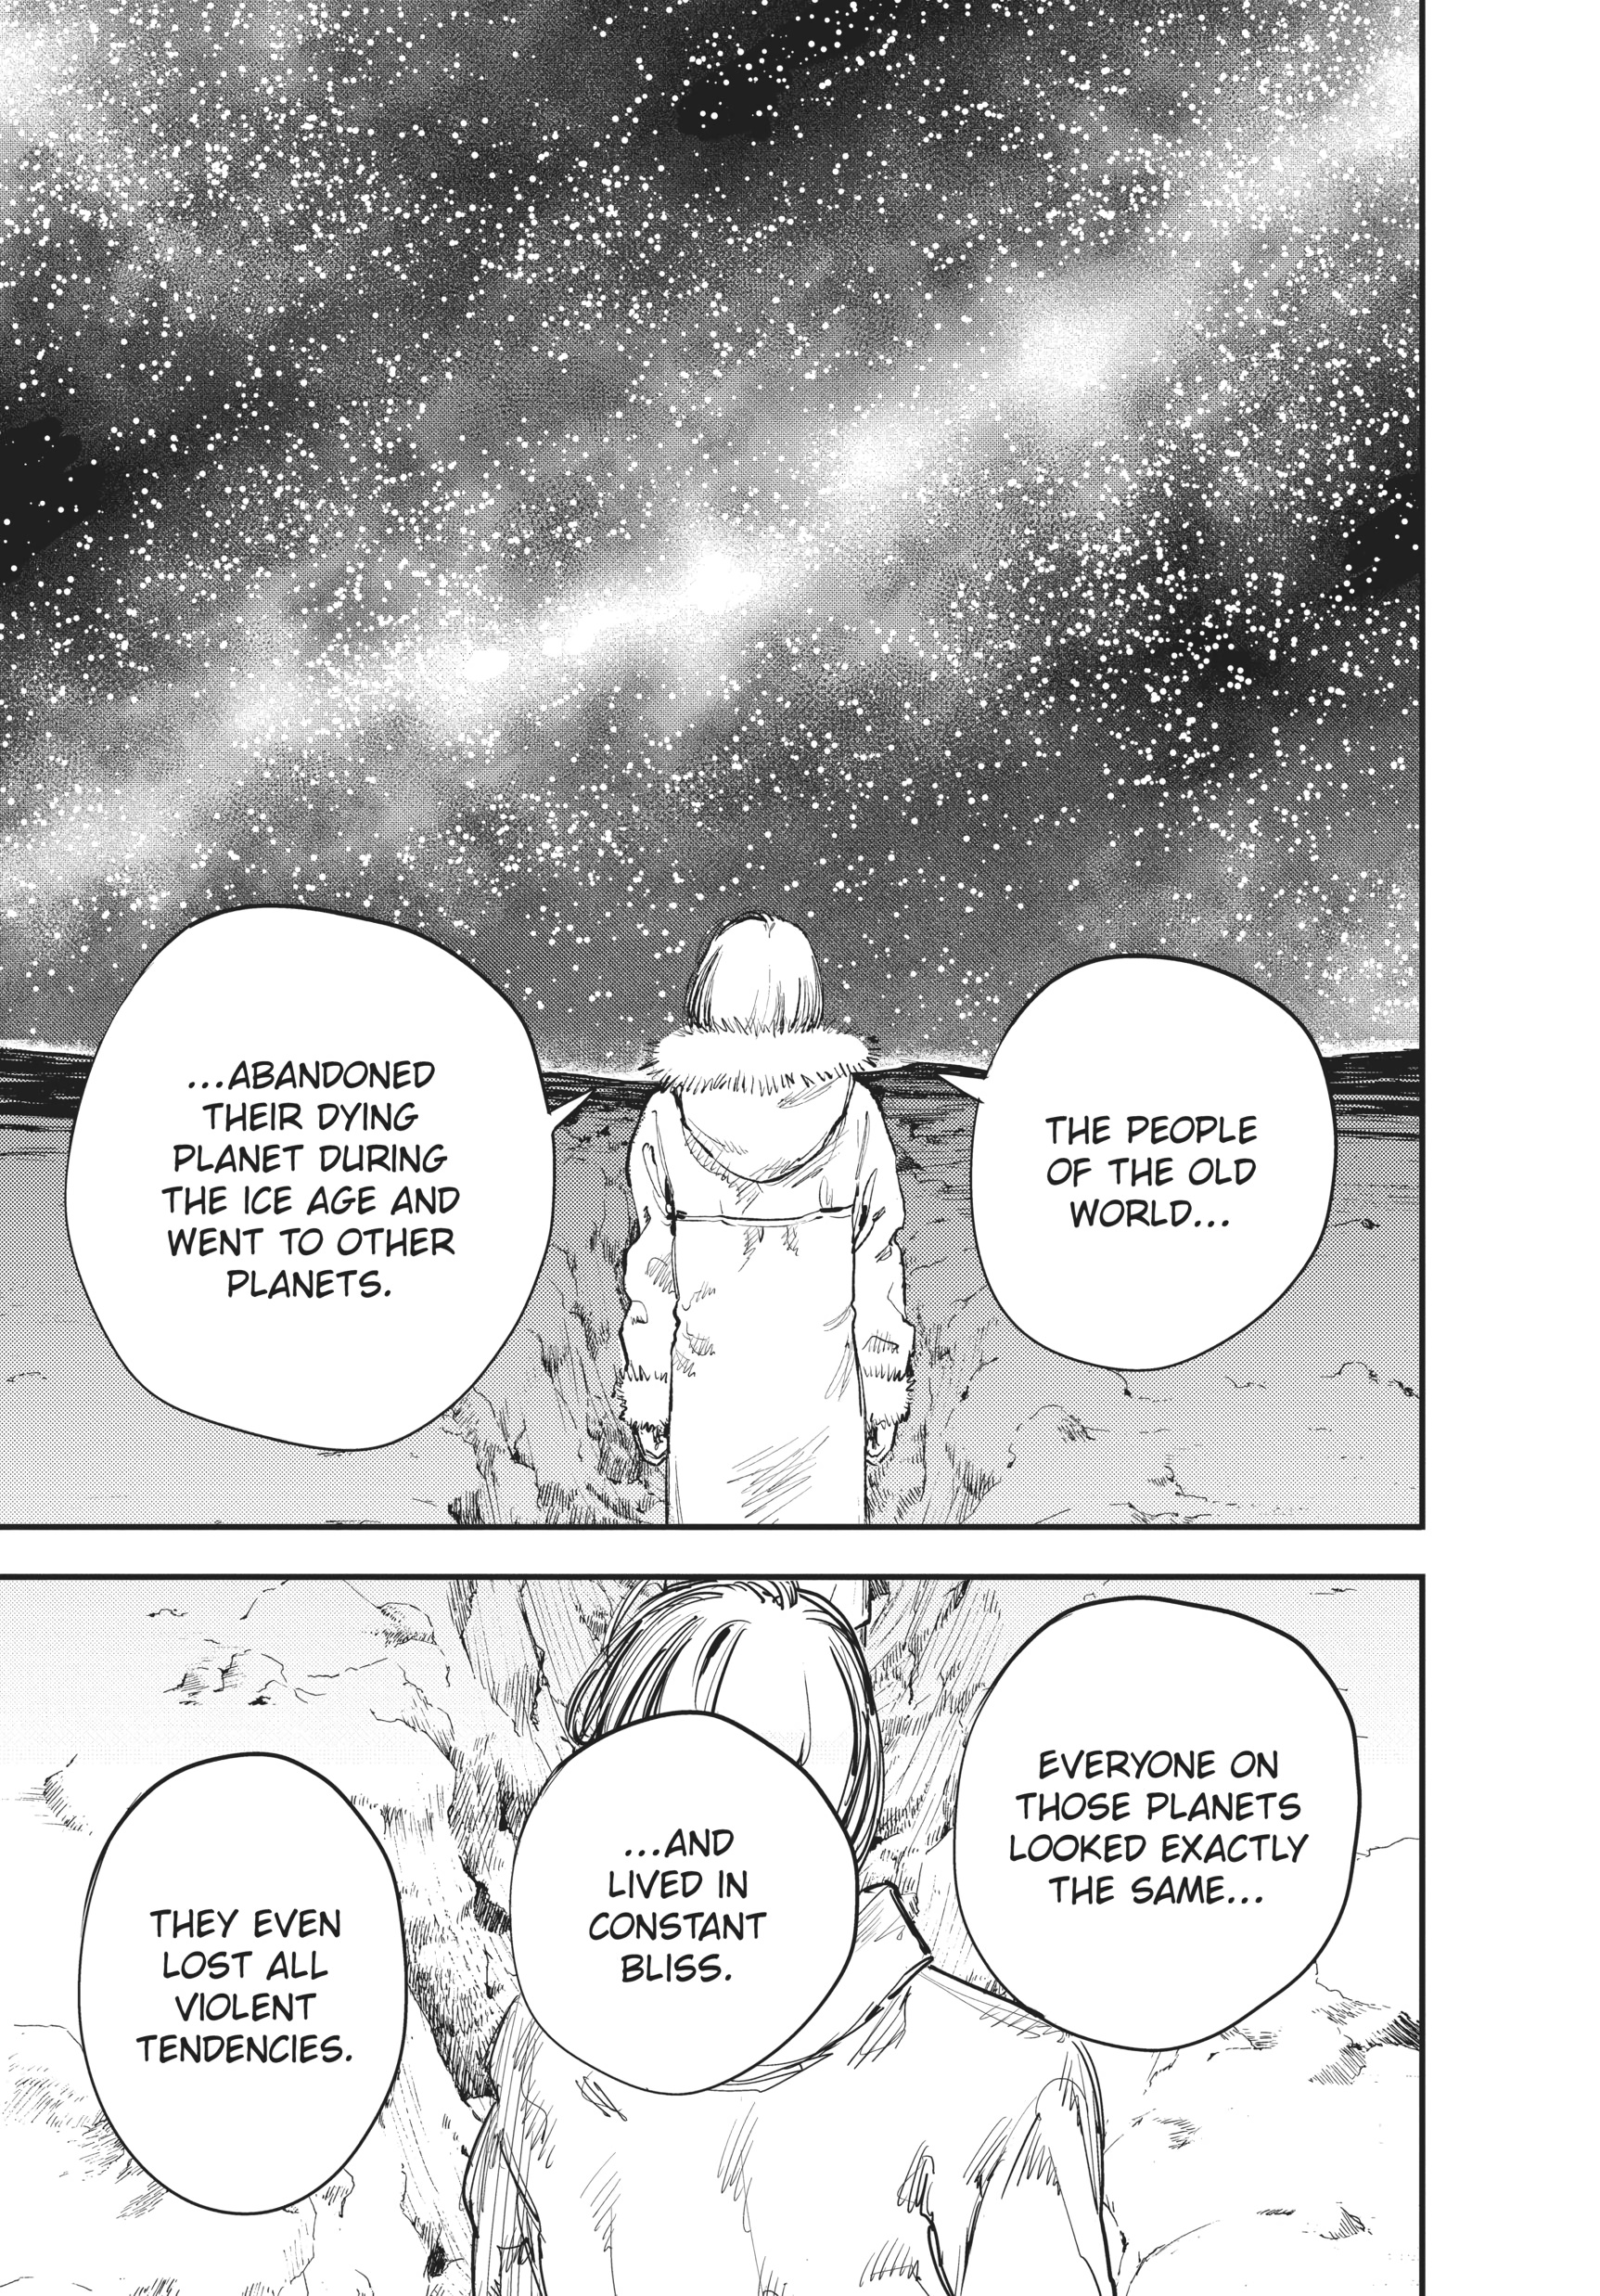 THE PEOPLE
OF THE OLD
WORLD...
...ABANDONED
THEIR DYING
PLANET DURING
THE ICE AGE AND
WENT TO OTHER
PLANETS.
EVERYONE ON
THOSE PLANETS
LOOKED EXACTLY
THE SAME...
...AND
LIVED IN
CONSTANT
BLISS.
THEY EVEN
LOST ALL
VIOLENT
TENDENCIES.